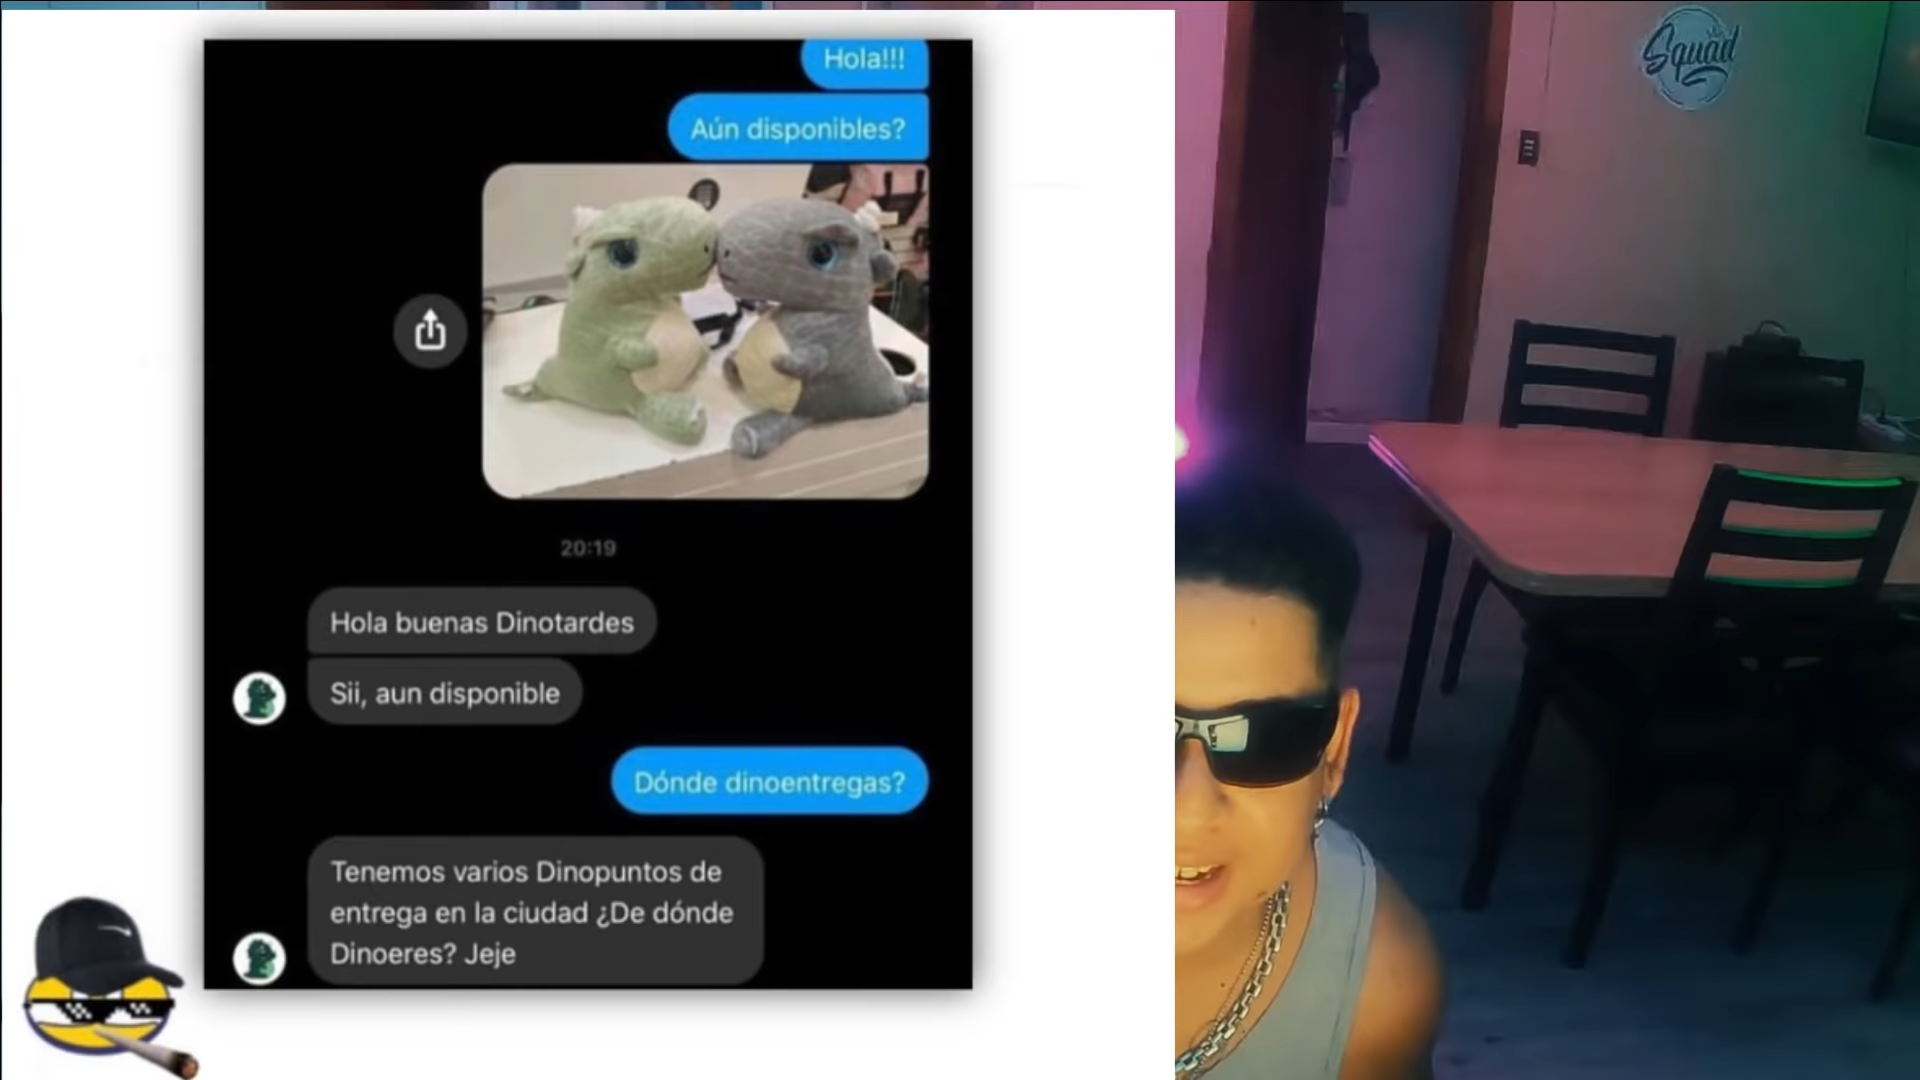 Hola!!!
Aún disponibles?
20:19
Hola buenas Dinotardes
Sii, aun disponible
Dónde dinoentregas?
Tenemos varios Dinopuntos de
entrega en la ciudad ¿De dónde
Dinoeres? Jeje
Squad